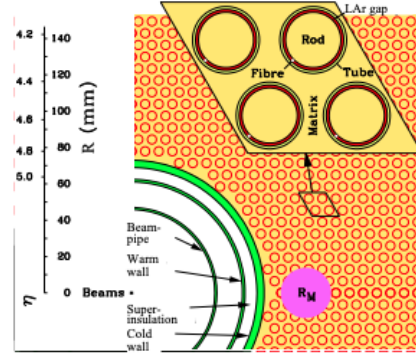 LAr gap
Rod
Fibre
Tube
Matrix
η
4.2
4.4
4.6
4.8
5.0
R (mm)
140
120
100
80
60
40
20
0
Beams
Beam-
pipe
Warm
wall
Super-
insulation
Cold
wall
R_M